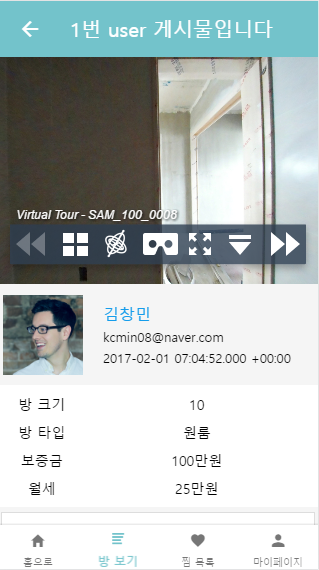 1번 user 게시물입니다
Virtual Tour - SAM_100_0008
김창민
kcmin08@naver.com
2017-02-01 07:04:52.000 +00:00
방 크기 10
방 타입 원룸
보증금 100만원
월세 25만원
홈으로 방 보기 찜 목록 마이페이지